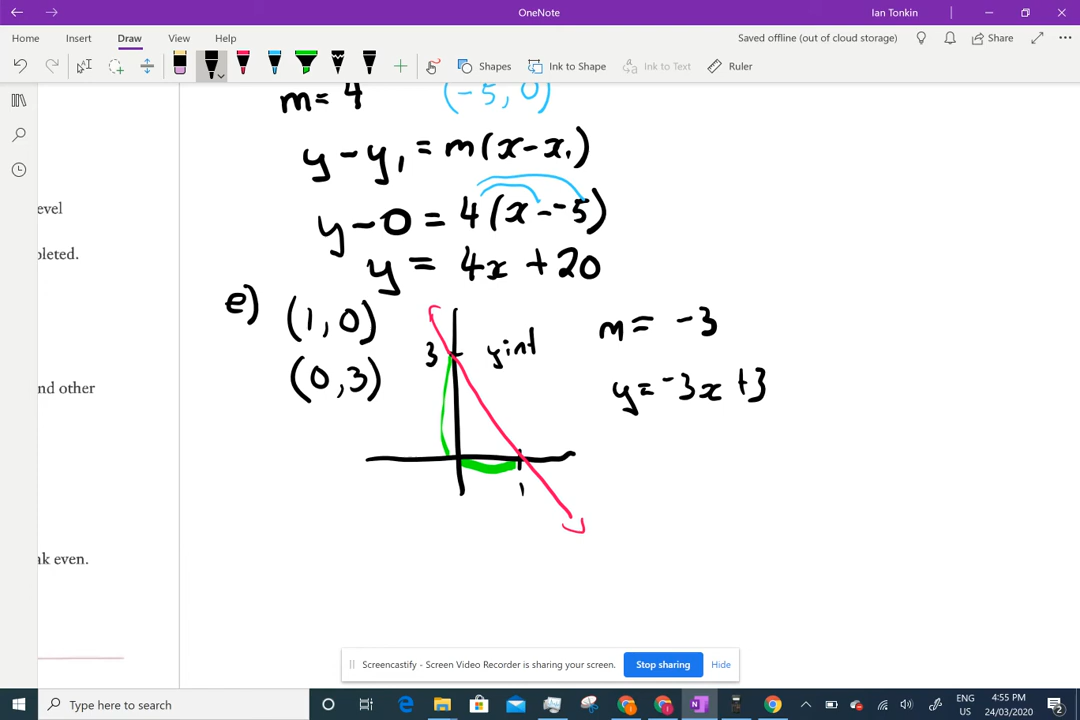 OneNote
Ian Tonkin
Home Insert Draw View Help
Saved offline (out of cloud storage)
Share
Shapes
Ink to Shape
Ink to Text
Ruler
m = 4 (-5, 0)
y - y₁ = m(x - x₁)
y - 0 = 4(x - -5)
y = 4x + 20
evel
pleted.
nd other
ak even.
e) (1, 0)
(0, 3)
3 y int
1
m = -3
y = -3x + 3
Screencastify - Screen Video Recorder is sharing your screen. Stop sharing Hide
Type here to search
ENG
US
4:55 PM
24/03/2020
2